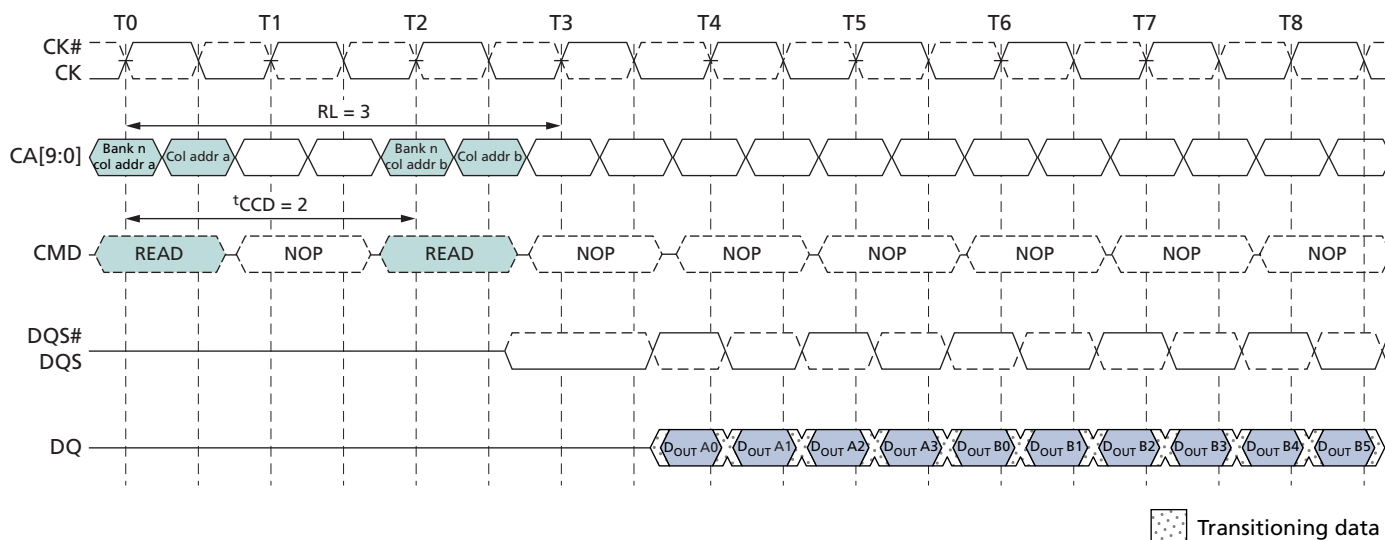 T0 T1 T2 T3 T4 T5 T6 T7 T8
CK#
CK
RL = 3
CA[9:0]
Bank n
col addr a
Col addr a
Bank n
col addr b
Col addr b
tCCD = 2
CMD READ NOP READ NOP NOP NOP NOP NOP NOP
DQS#
DQS
DQ DOUT A0 DOUT A1 DOUT A2 DOUT A3 DOUT B0 DOUT B1 DOUT B2 DOUT B3 DOUT B4 DOUT B5
Transitioning data